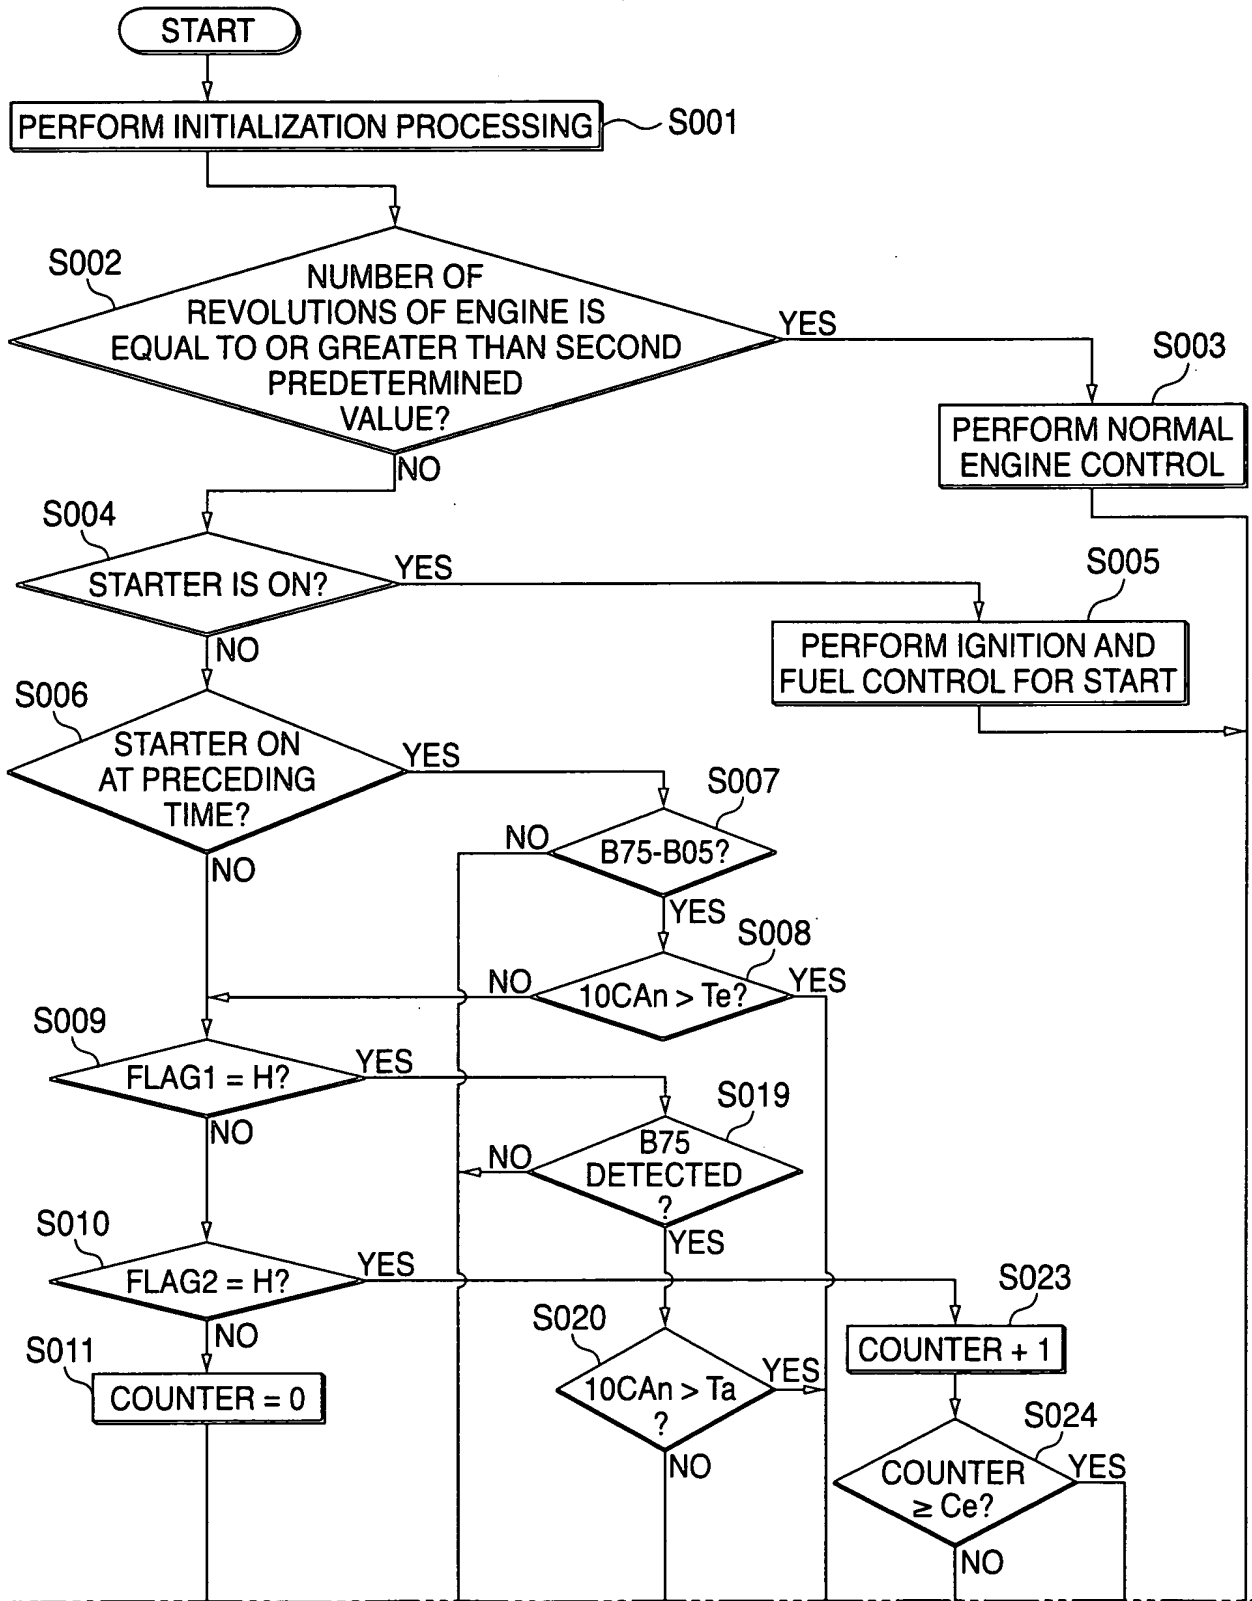 START
PERFORM INITIALIZATION PROCESSING
S001
S002
NUMBER OF
REVOLUTIONS OF ENGINE IS
EQUAL TO OR GREATER THAN SECOND
PREDETERMINED
VALUE?
YES
S003
PERFORM NORMAL
ENGINE CONTROL
NO
S004
STARTER IS ON?
YES
S005
PERFORM IGNITION AND
FUEL CONTROL FOR START
NO
S006
STARTER ON
AT PRECEDING
TIME?
YES
S007
NO
B75-B05?
NO
YES
S008
NO
10CAn > Te?
YES
S009
FLAG1 = H?
YES
S019
NO
B75
DETECTED
?
NO
YES
S010
FLAG2 = H?
YES
S023
COUNTER + 1
NO
S011
COUNTER = 0
S020
10CAn > Ta
?
YES
NO
S024
COUNTER
≥ Ce?
YES
NO